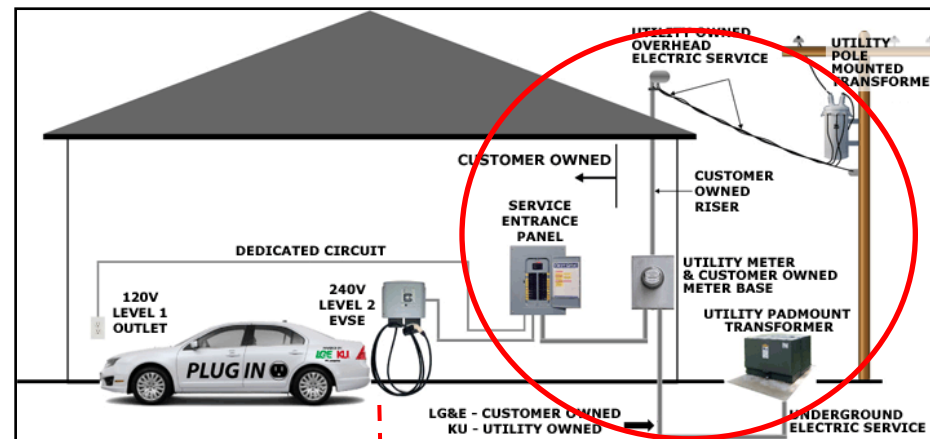 UTILITY OWNED
OVERHEAD
ELECTRIC SERVICE
UTILITY
POLE
MOUNTED
TRANSFORME
CUSTOMER OWNED
CUSTOMER
OWNED
RISER
SERVICE
ENTRANCE
PANEL
DEDICATED CIRCUIT
UTILITY METER
& CUSTOMER OWNED
METER BASE
120V
LEVEL 1
OUTLET
240V
LEVEL 2
EVSE
UTILITY PADMOUNT
TRANSFORMER
PLUG IN
LGE KU
LG&E - CUSTOMER OWNED
KU - UTILITY OWNED
UNDERGROUND
ELECTRIC SERVICE